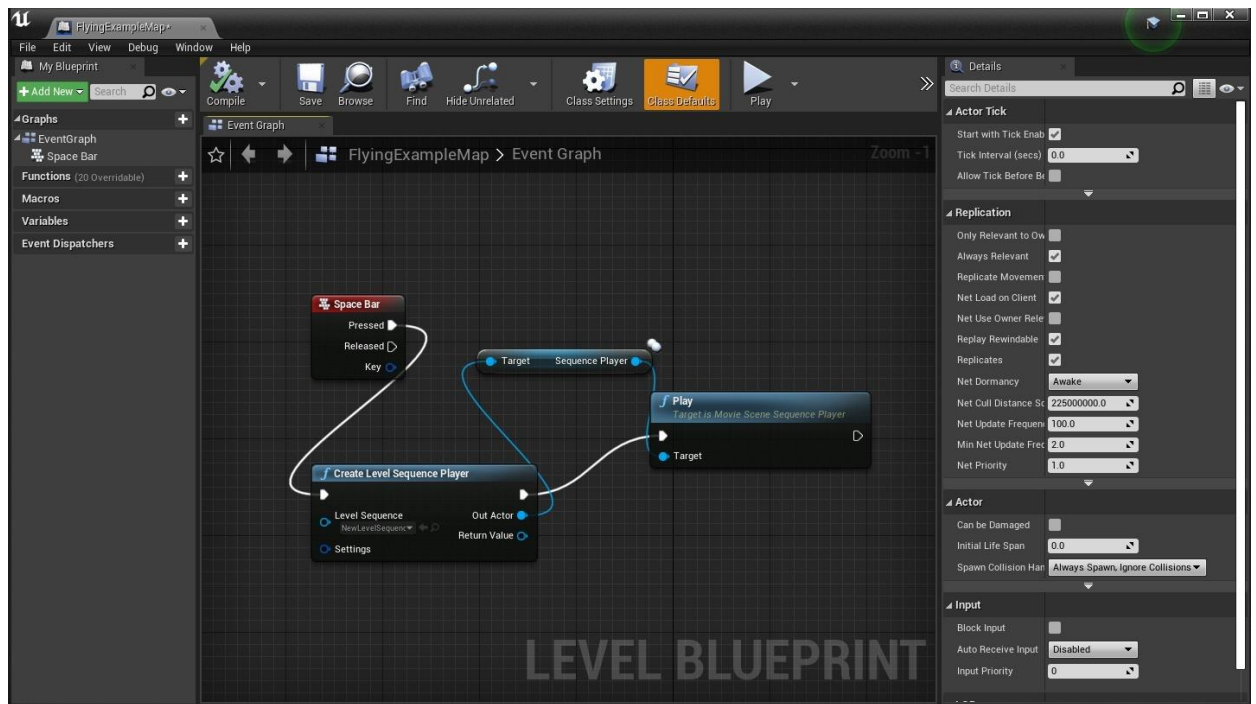 FlyingExampleMap*
File Edit View Debug Window Help
My Blueprint
Add New Search
Graphs
EventGraph
Space Bar
Functions (20 Overridable)
Macros
Variables
Event Dispatchers
Compile Save Browse Find Hide Unrelated Class Settings Class Defaults Play
Event Graph
FlyingExampleMap > Event Graph Zoom -1
Space Bar
Pressed
Released
Key
Target Sequence Player
f Play
Target is Movie Scene Sequence Player
Target
f Create Level Sequence Player
Level Sequence Out Actor
NewLevelSequenc
Return Value
Settings
LEVEL BLUEPRINT
Details
Search Details
Actor Tick
Start with Tick Enab
Tick Interval (secs) 0.0
Allow Tick Before Be
Replication
Only Relevant to Ow
Always Relevant
Replicate Movemen
Net Load on Client
Net Use Owner Rele
Replay Rewindable
Replicates
Net Dormancy Awake
Net Cull Distance Sc 225000000.0
Net Update Frequen 100.0
Min Net Update Frec 2.0
Net Priority 1.0
Actor
Can be Damaged
Initial Life Span 0.0
Spawn Collision Han Always Spawn, Ignore Collisions
Input
Block Input
Auto Receive Input Disabled
Input Priority 0